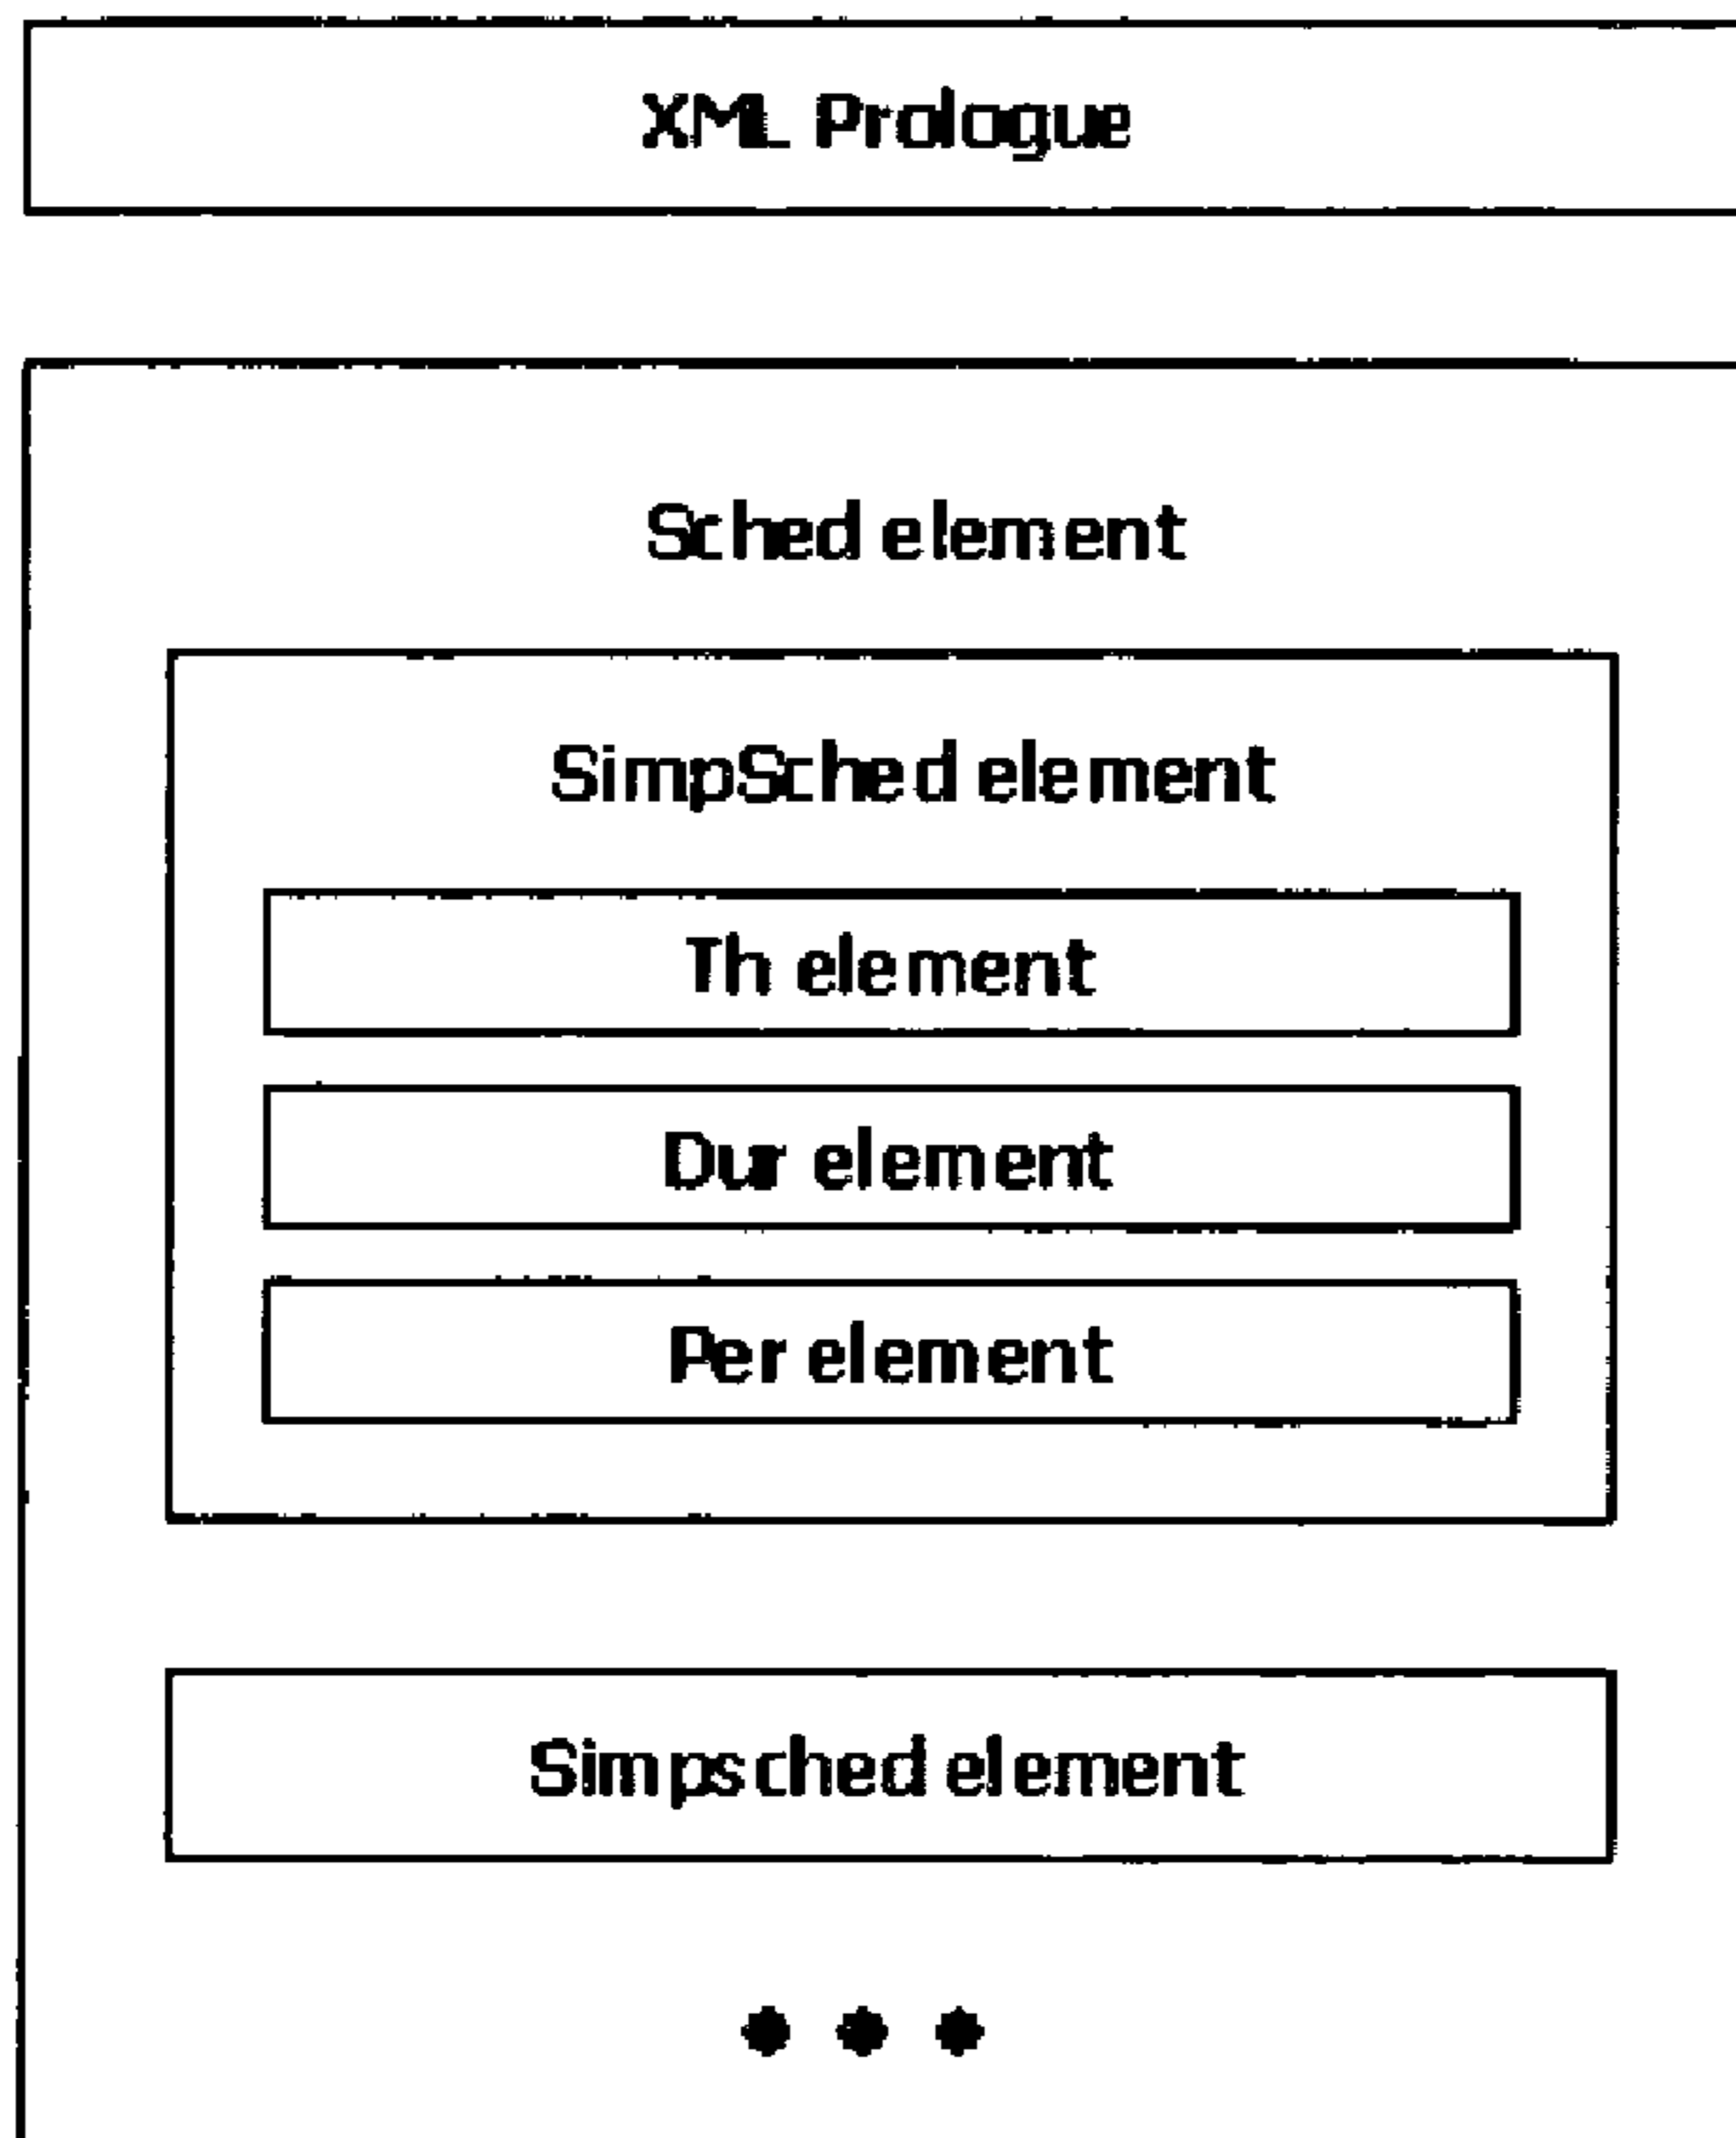 XML Prologue
Sched element
SimpSched element
Th element
Dur element
Per element
Simpsched element